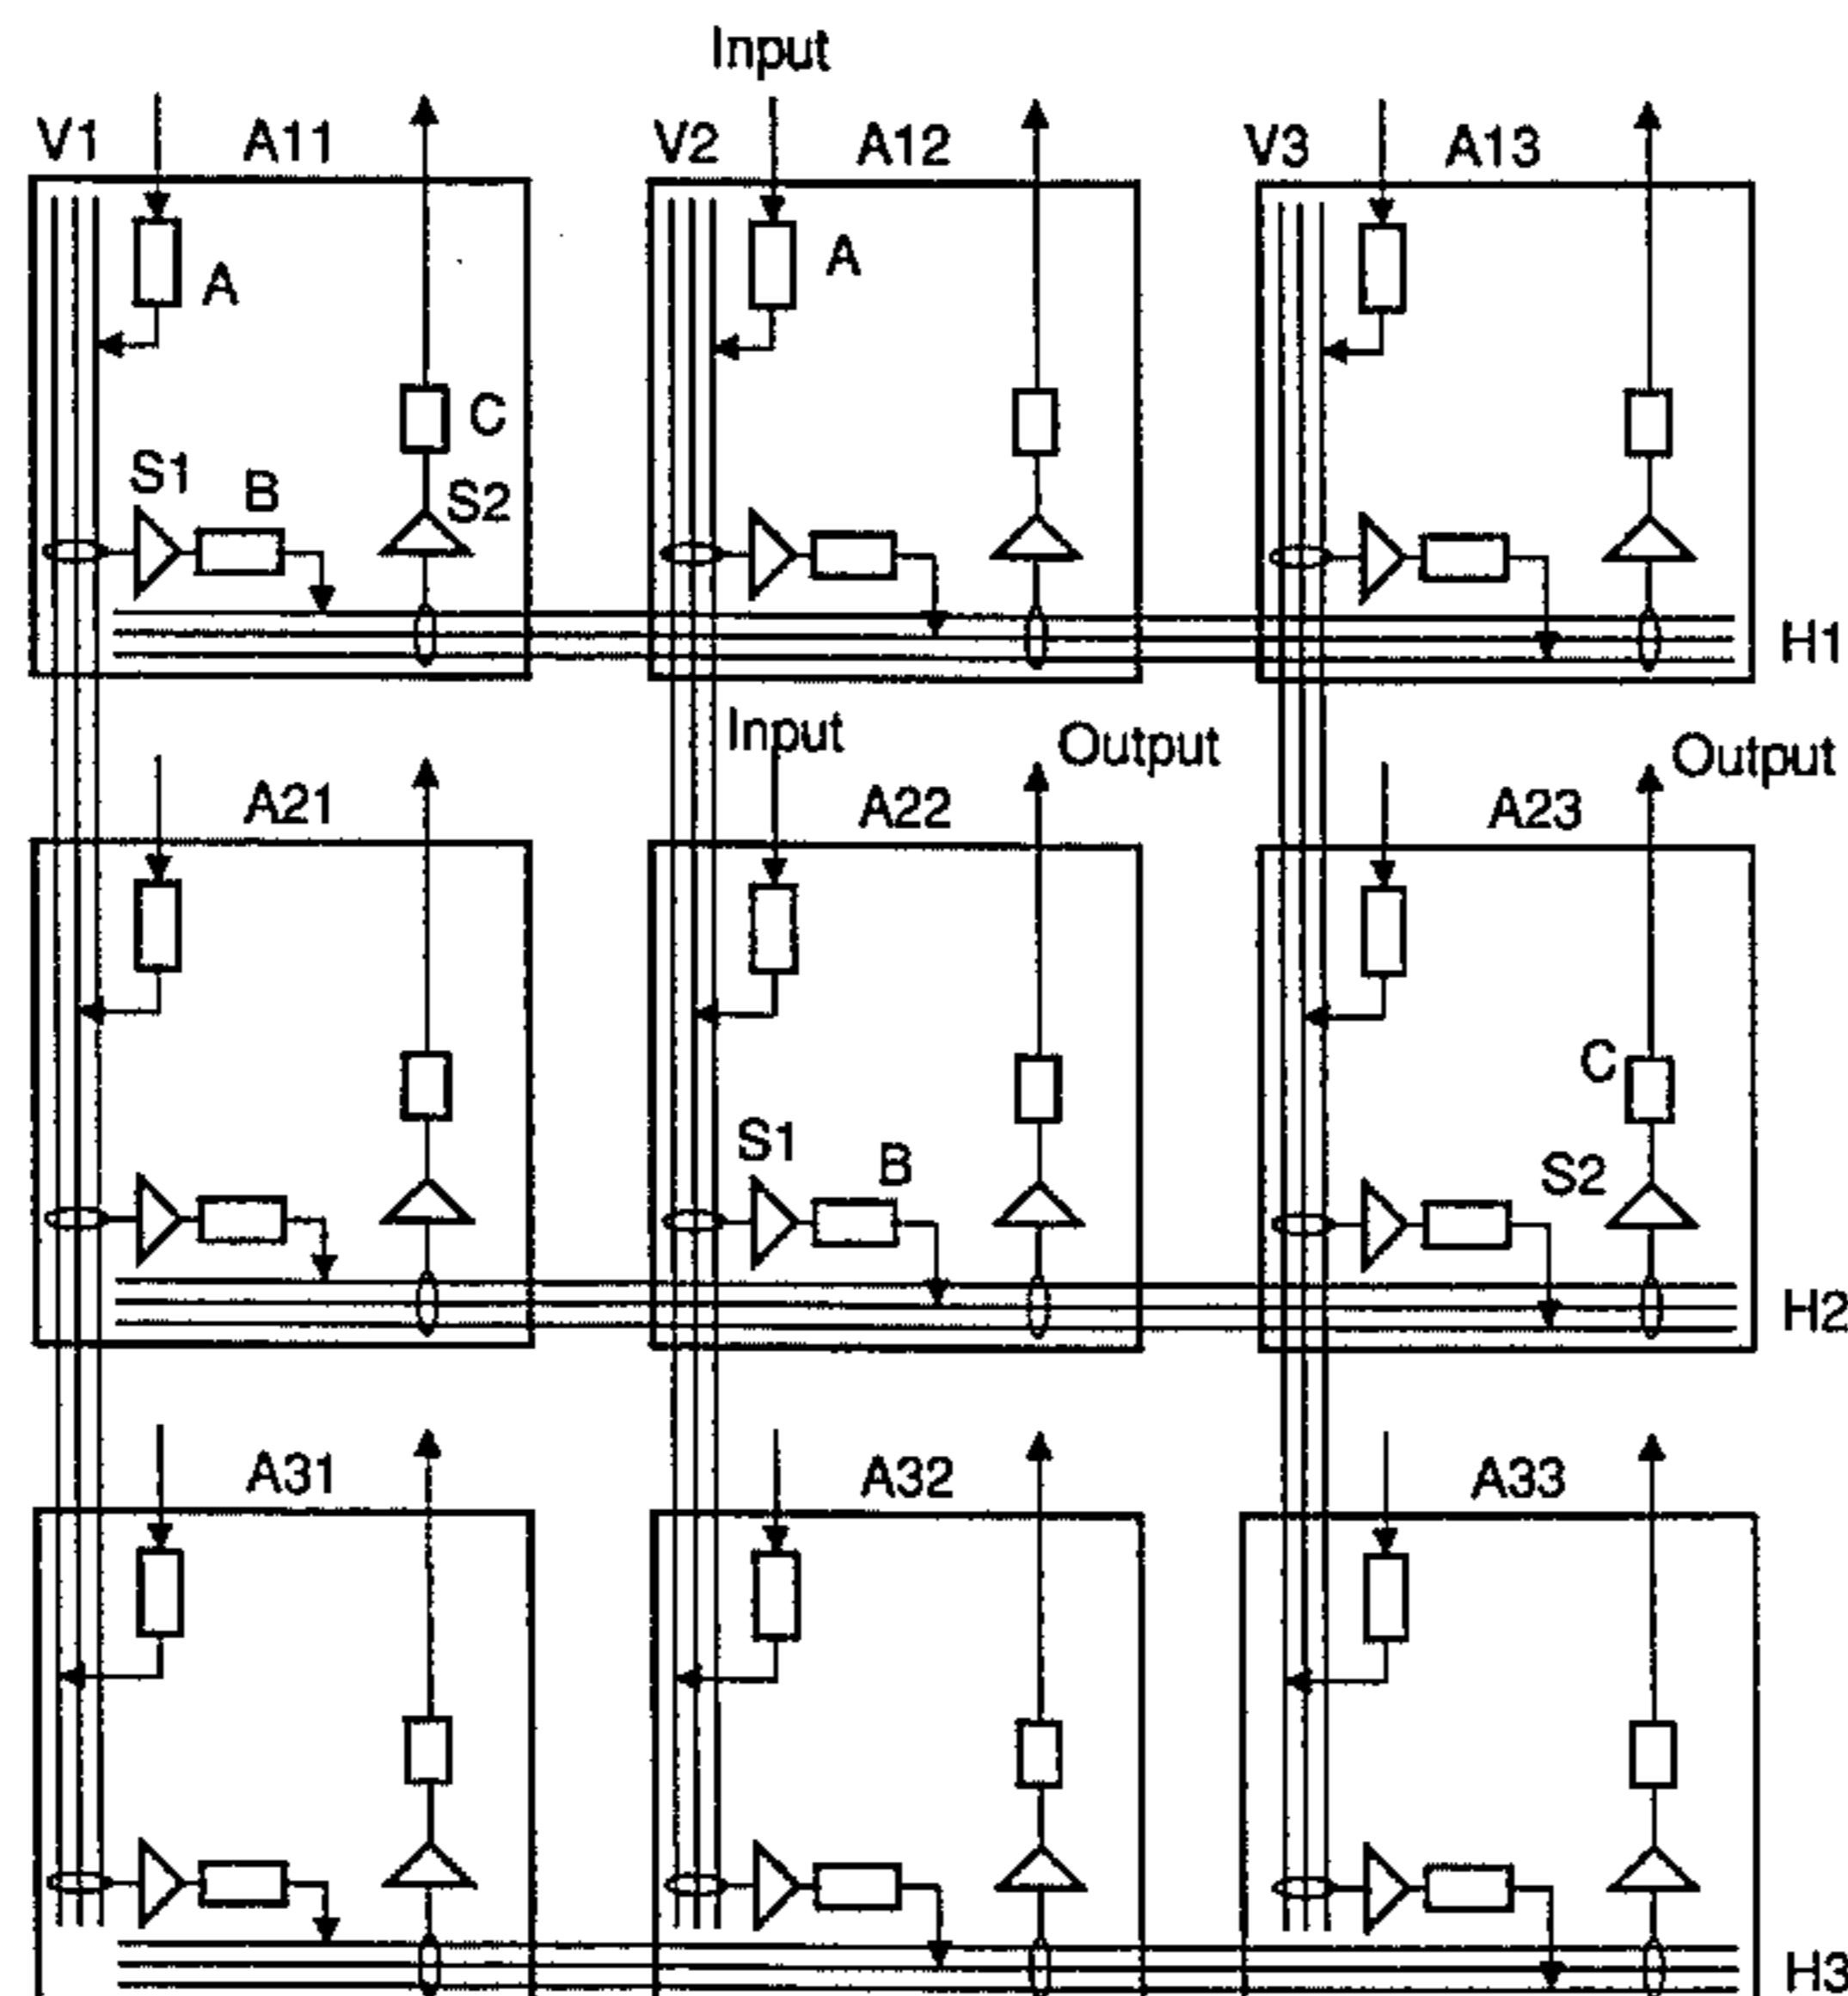 Input
V1 A11 V2 A12 V3 A13
A A
C
S1 B S2
H1
Input Output Output
A21 A22 A23
C
S1 B S2
H2
A31 A32 A33
H3